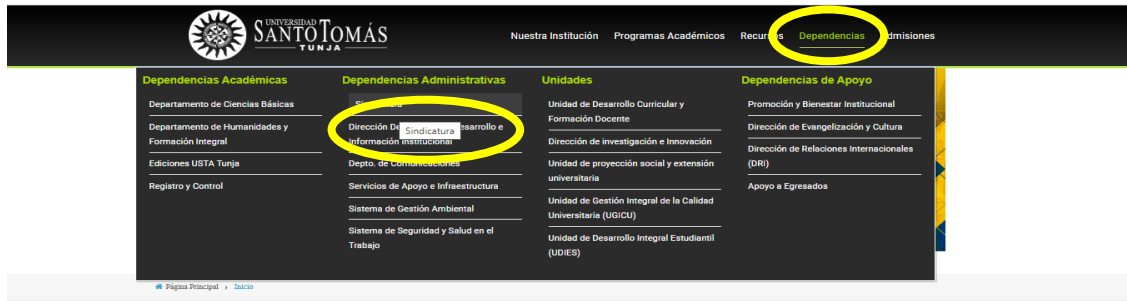 UNIVERSIDAD
SANTO TOMÁS
TUNJA
Nuestra Institución Programas Académicos Recursos Dependencias Admisiones
Dependencias Académicas
Departamento de Ciencias Básicas
Departamento de Humanidades y
Formación Integral
Ediciones USTA Tunja
Registro y Control
Dependencias Administrativas
Sindicatura
Dirección De
esarrollo e
Información Institucional
Sindicatura
Depto. de Comunicaciones
Servicios de Apoyo e Infraestructura
Sistema de Gestión Ambiental
Sistema de Seguridad y Salud en el
Trabajo
Unidades
Unidad de Desarrollo Curricular y
Formación Docente
Dirección de investigación e Innovación
Unidad de proyección social y extensión
universitaria
Unidad de Gestión Integral de la Calidad
Universitaria (UGICU)
Unidad de Desarrollo Integral Estudiantil
(UDIES)
Dependencias de Apoyo
Promoción y Bienestar Institucional
Dirección de Evangelización y Cultura
Dirección de Relaciones Internacionales
(DRI)
Apoyo a Egresados
Página Principal › Inicio